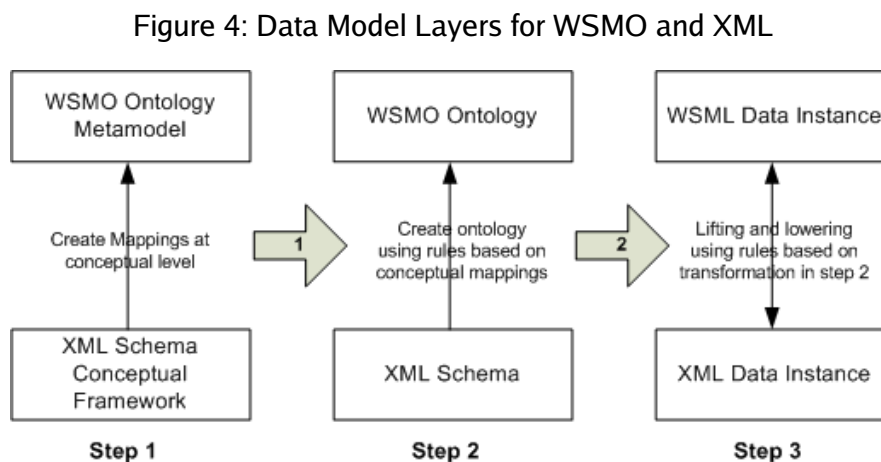 Figure 4: Data Model Layers for WSMO and XML
WSMO Ontology
Metamodel
WSMO Ontology
WSML Data Instance
Create Mappings at
conceptual level
1
Create ontology
using rules based on
conceptual mappings
2
Lifting and lowering
using rules based on
transformation in step 2
XML Schema
Conceptual
Framework
XML Schema
XML Data Instance
Step 1
Step 2
Step 3